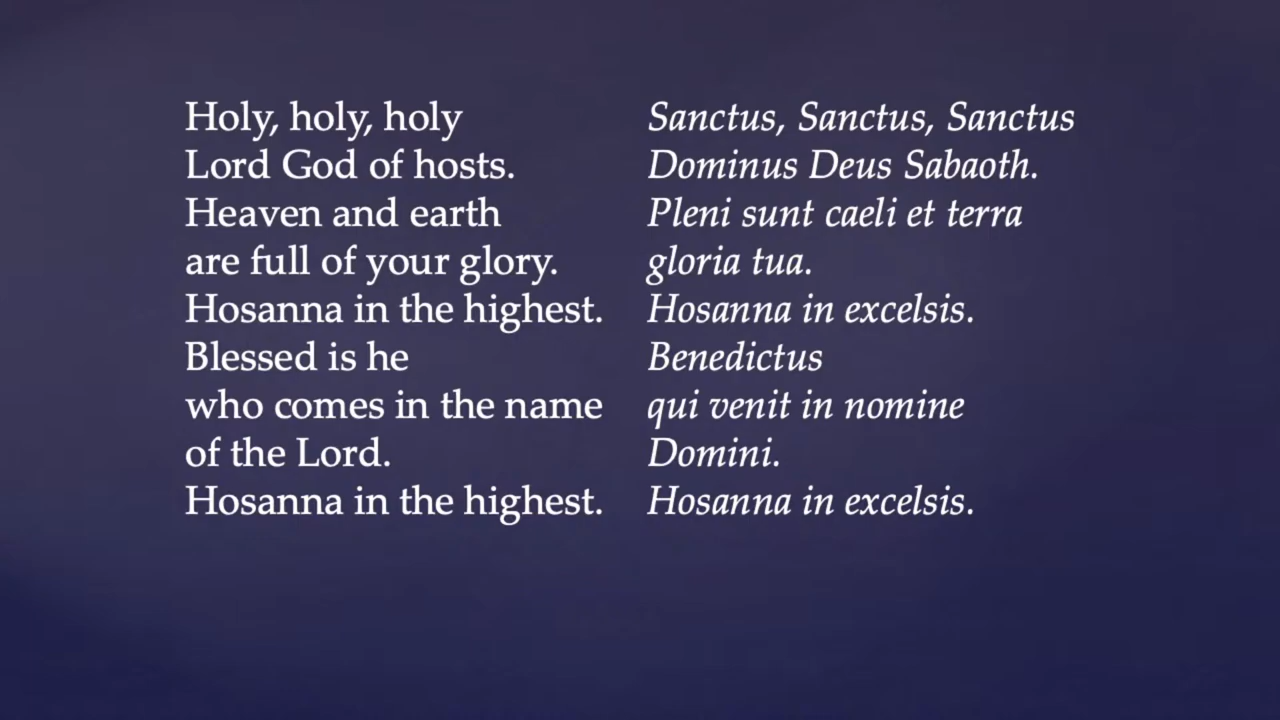 Holy, holy, holy
Lord God of hosts.
Heaven and earth
are full of your glory.
Hosanna in the highest.
Blessed is he
who comes in the name
of the Lord.
Hosanna in the highest.
Sanctus, Sanctus, Sanctus
Dominus Deus Sabaoth.
Pleni sunt caeli et terra
gloria tua.
Hosanna in excelsis.
Benedictus
qui venit in nomine
Domini.
Hosanna in excelsis.